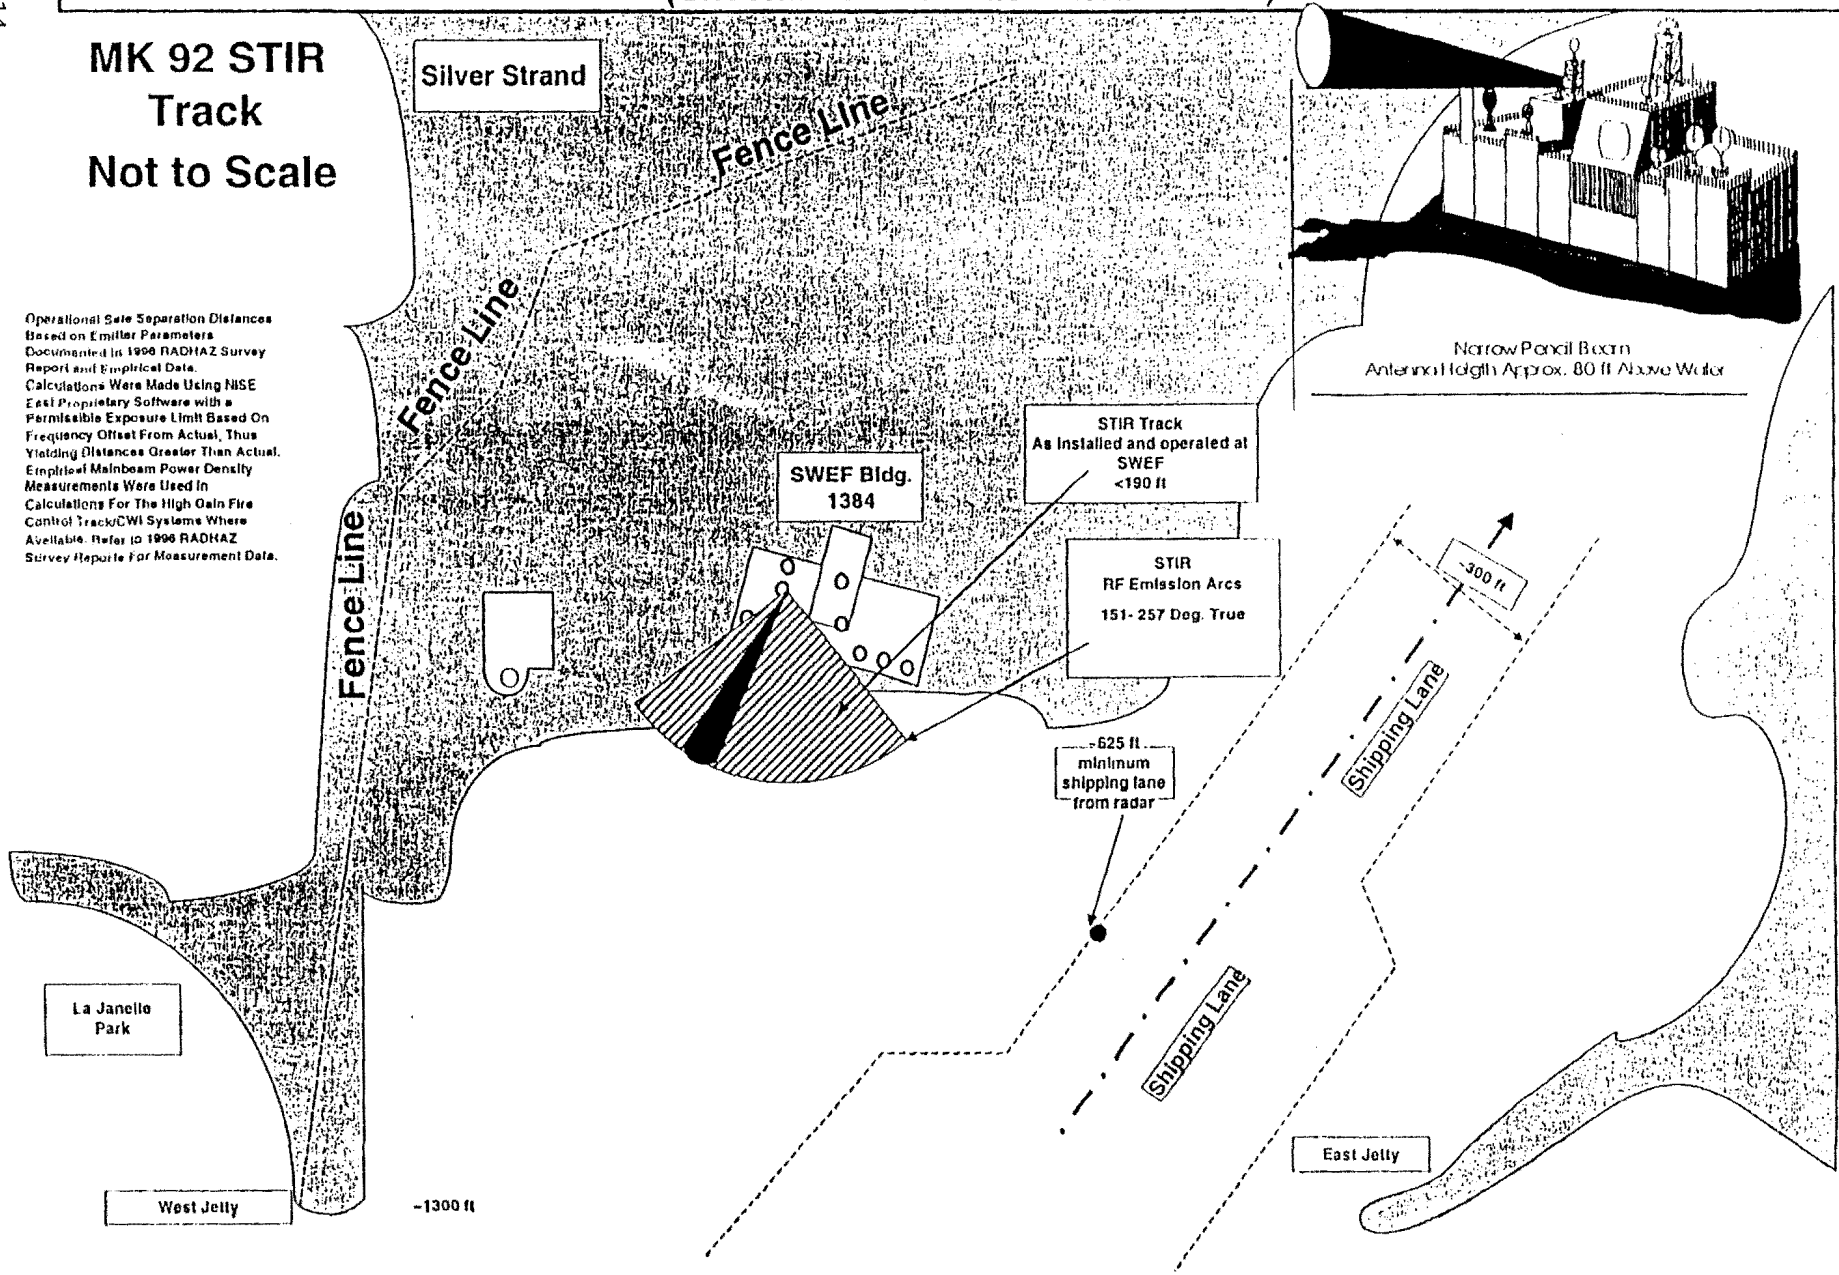 MK 92 STIR
Track
Not to Scale
Silver Strand
Fence Line
Fence Line
Fence Line
Operational Safe Separation Distances
Based on Emitter Parameters
Documented in 1996 RADHAZ Survey
Report and Empirical Data.
Calculations Were Made Using NISE
East Proprietary Software with a
Permissible Exposure Limit Based On
Frequency Offset From Actual, Thus
Yielding Distances Greater Than Actual.
Empirical Mainbeam Power Density
Measurements Were Used In
Calculations For The High Gain Fire
Control Track/CWI Systems Where
Available. Refer to 1996 RADHAZ
Survey Reports For Measurement Data.
Narrow Pencil Beam
Antenna Heigth Approx. 80 ft Above Water
STIR Track
As Installed and operated at
SWEF
<190 ft
SWEF Bldg.
1384
STIR
RF Emission Arcs
151- 257 Deg. True
~300 ft
Shipping Lane
~625 ft
minimum
shipping lane
from radar
Shipping Lane
La Janelle
Park
East Jetty
West Jetty
~1300 ft